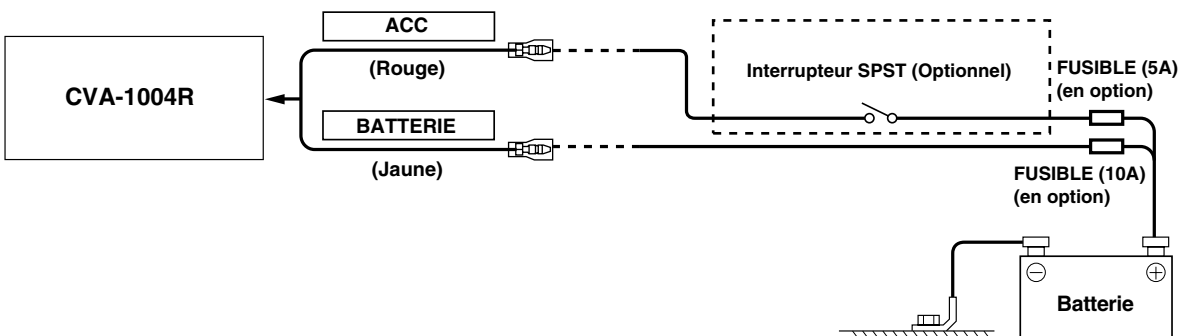 ACC
(Rouge)
CVA-1004R
BATTERIE
(Jaune)
Interrupteur SPST (Optionnel)
FUSIBLE (5A)
(en option)
FUSIBLE (10A)
(en option)
Batterie